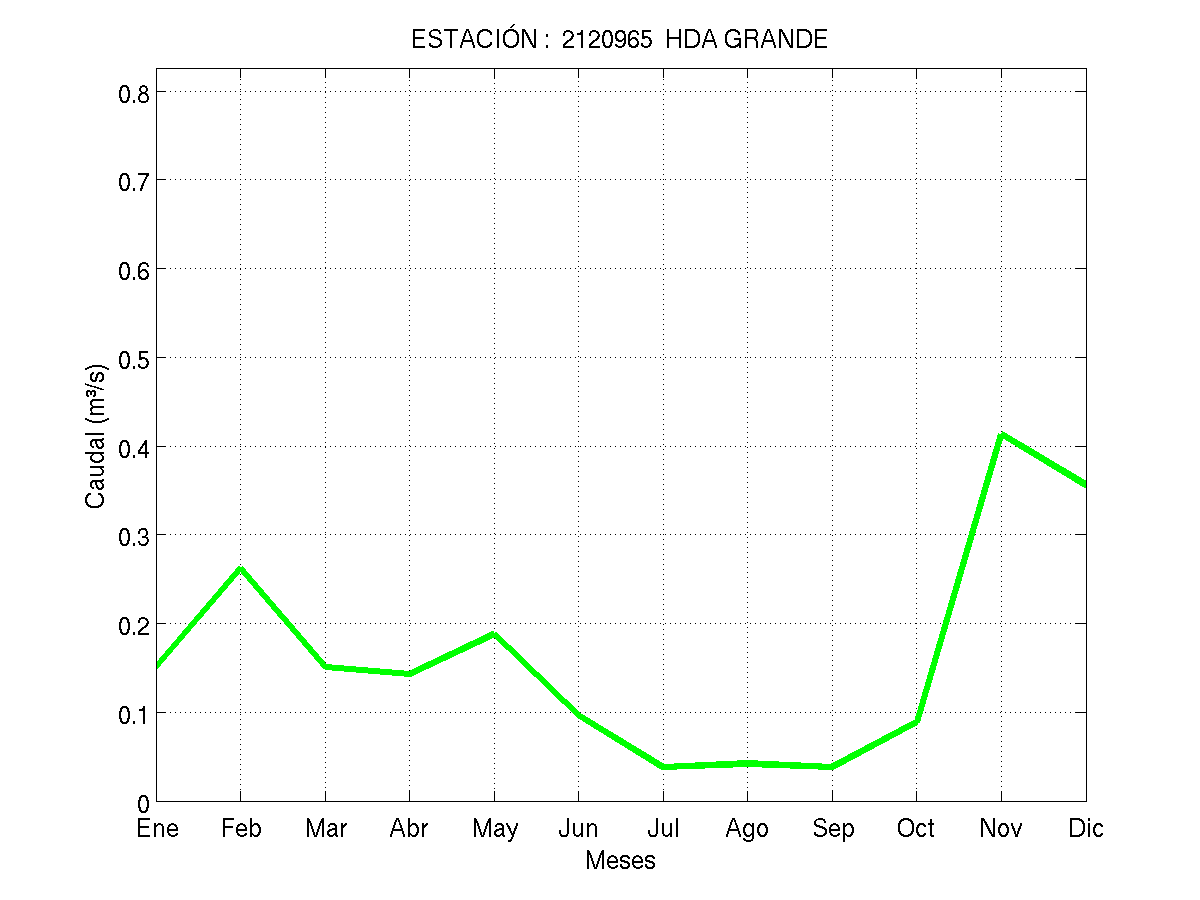 ESTACIÓN :  2120965  HDA GRANDE
0.8
0.7
0.6
0.5
0.4
0.3
0.2
0.1
0
Caudal (m³/s)
Ene Feb Mar Abr May Jun Jul Ago Sep Oct Nov Dic
Meses